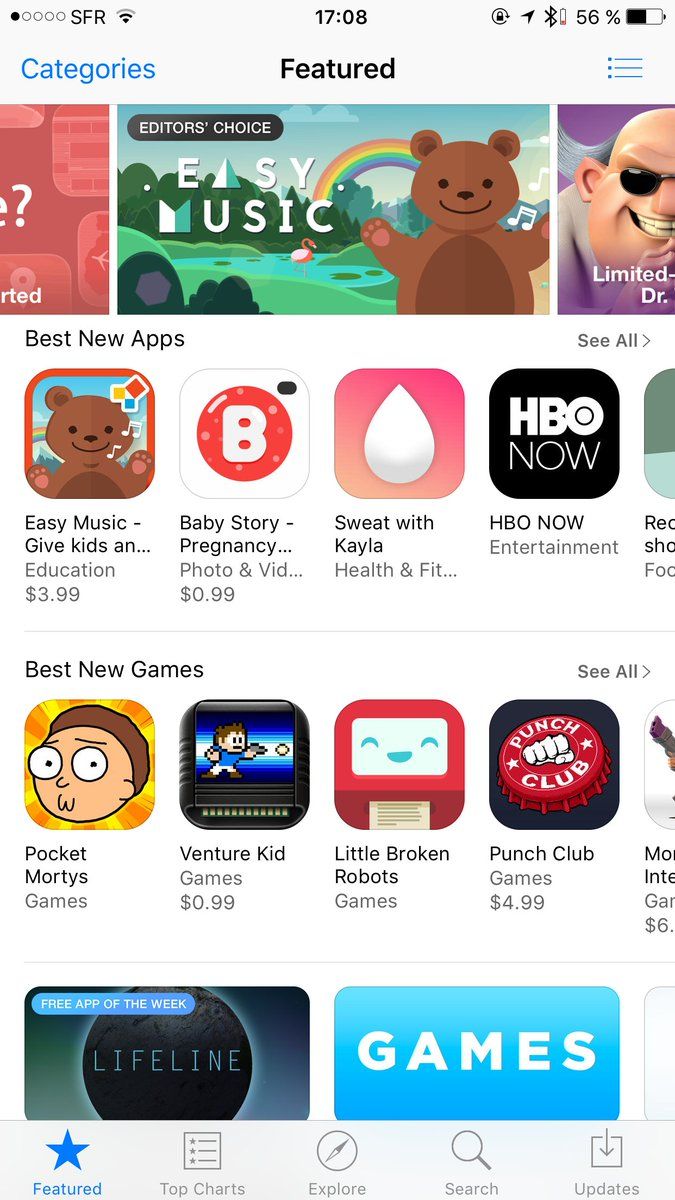 SFR 17:08 56 %
Categories Featured
e?
rted
EDITORS' CHOICE
. EASY .
MUSIC
Limited-
Dr.
Best New Apps See All
B
HBO
NOW
Easy Music -
Give kids an...
Education
$3.99
Baby Story -
Pregnancy...
Photo & Vid...
$0.99
Sweat with
Kayla
Health & Fit...
HBO NOW
Entertainment
Rec
sho
Foo
Best New Games See All
PUNCH
CLUB
Pocket
Mortys
Games
Venture Kid
Games
$0.99
Little Broken
Robots
Games
Punch Club
Games
$4.99
Mor
Inte
Gar
$6.
FREE APP OF THE WEEK
LIFELINE
GAMES
Featured Top Charts Explore Search Updates